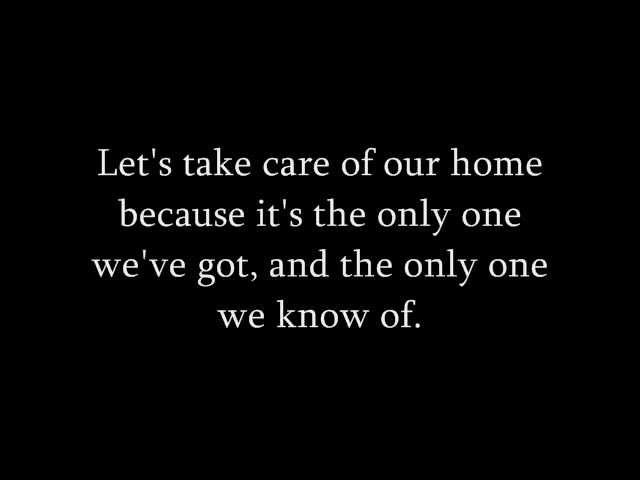 Let's take care of our home
because it's the only one
we've got, and the only one
we know of.